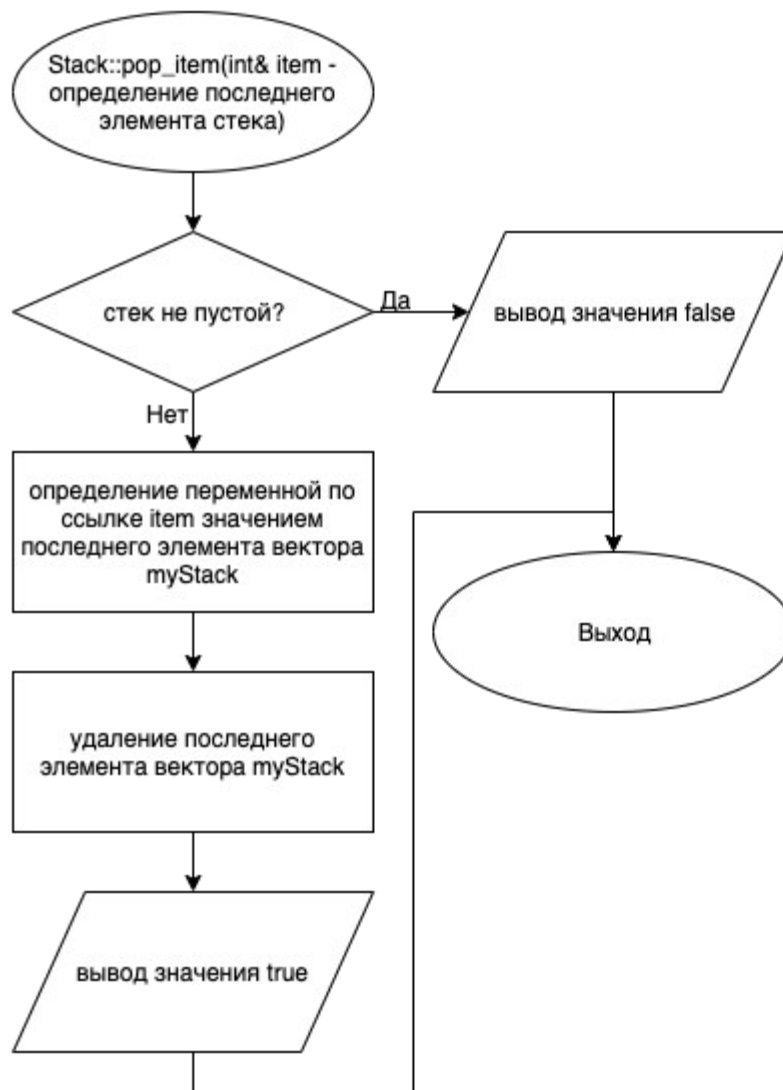 Stack::pop_item(int& item -
определение последнего
элемента стека)
стек не пустой?
Да
вывод значения false
Нет
определение переменной по
ссылке item значением
последнего элемента вектора
myStack
Выход
удаление последнего
элемента вектора myStack
вывод значения true